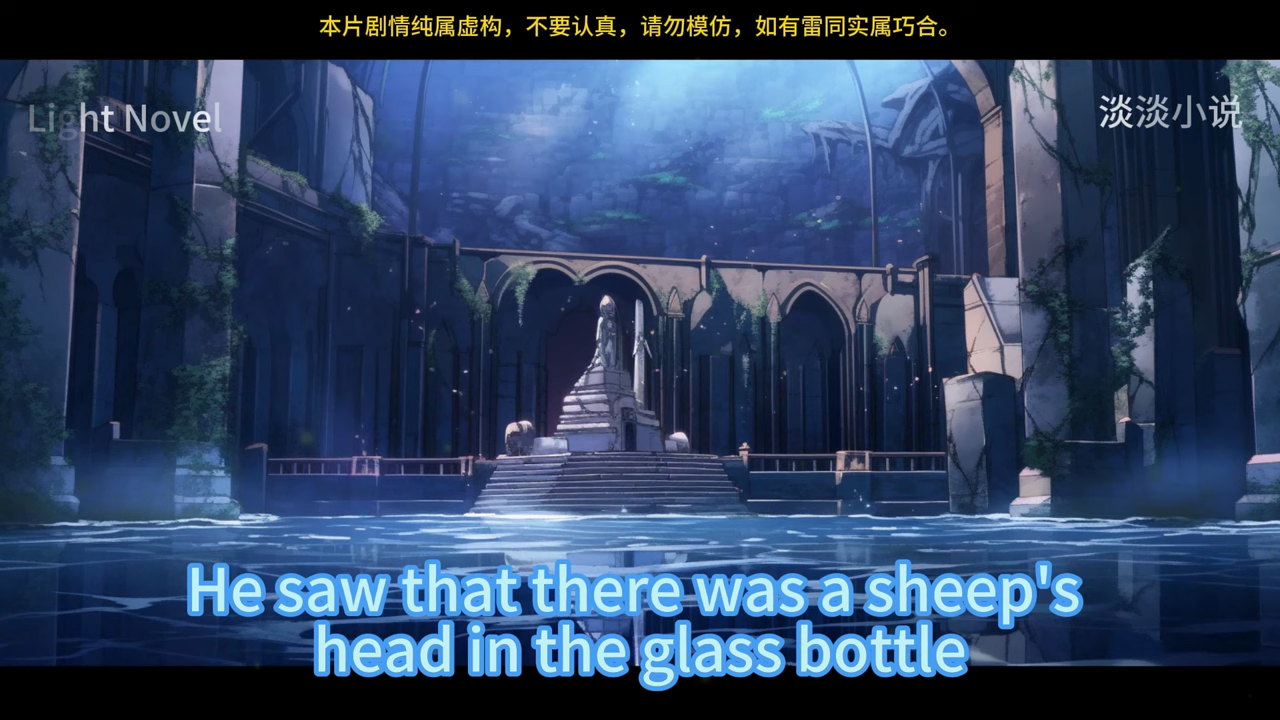 本片剧情纯属虚构，不要认真，请勿模仿，如有雷同实属巧合。
Light Novel
淡淡小说
He saw that there was a sheep's
head in the glass bottle